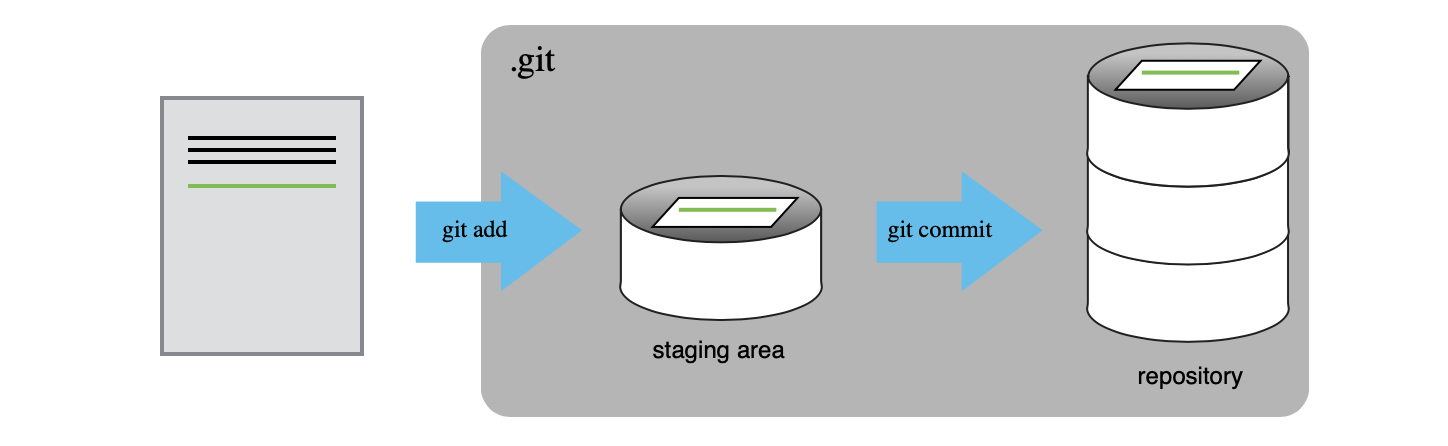 .git
git add
git commit
staging area
repository